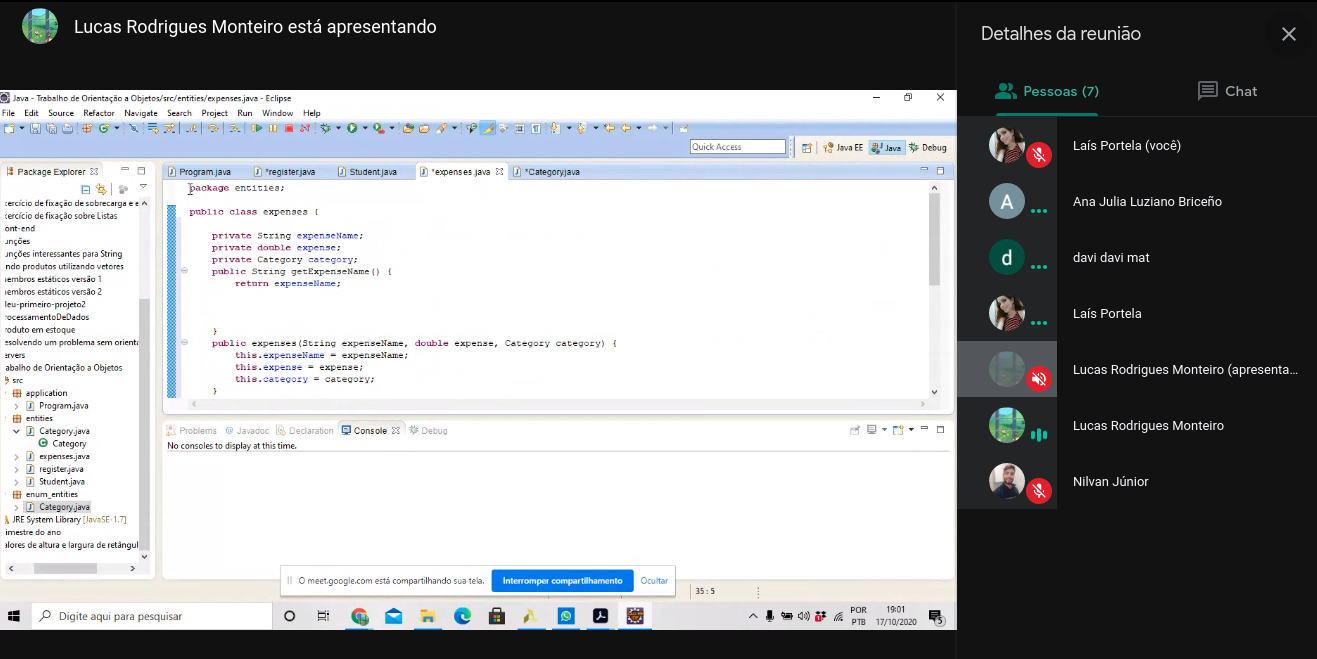 Lucas Rodrigues Monteiro está apresentando
Java - Trabalho de Orientação a Objetos/src/entities/expenses.java - Eclipse
File Edit Source Refactor Navigate Search Project Run Window Help
Quick Access
Java EE
Java
Debug
Package Explorer
cercício de fixação de sobrecarga e e
cercício de fixação sobre Listas
ont-end
unções
unções interessantes para String
ndo produtos utilizando vetores
embros estáticos versão 1
embros estáticos versão 2
leu-primeiro-projeto2
rocessamentoDeDados
roduto em estoque
esolvendo um problema sem orienta
ervers
abalho de Orientação a Objetos
src
application
Program.java
entities
Category.java
Category
expenses.java
register.java
Student.java
enum_entities
Category.java
JRE System Library [JavaSE-1.7]
imestre do ano
alores de altura e largura de retângul
Program.java
*register.java
Student.java
*expenses.java
*Category.java
package entities;
public class expenses {
private String expenseName;
private double expense;
private Category category;
public String getExpenseName() {
return expenseName;
}
public expenses(String expenseName, double expense, Category category) {
this.expenseName = expenseName;
this.expense = expense;
this.category = category;
}
Problems @ Javadoc Declaration Console Debug
No consoles to display at this time.
O meet.google.com está compartilhando sua tela.
Interromper compartilhamento
Ocultar
35 : 5
Digite aqui para pesquisar
POR
PTB
19:01
17/10/2020
5
Detalhes da reunião
Pessoas (7)
Chat
Laís Portela (você)
A
Ana Julia Luziano Briceño
d
davi davi mat
Laís Portela
Lucas Rodrigues Monteiro (apresenta...
Lucas Rodrigues Monteiro
Nilvan Júnior